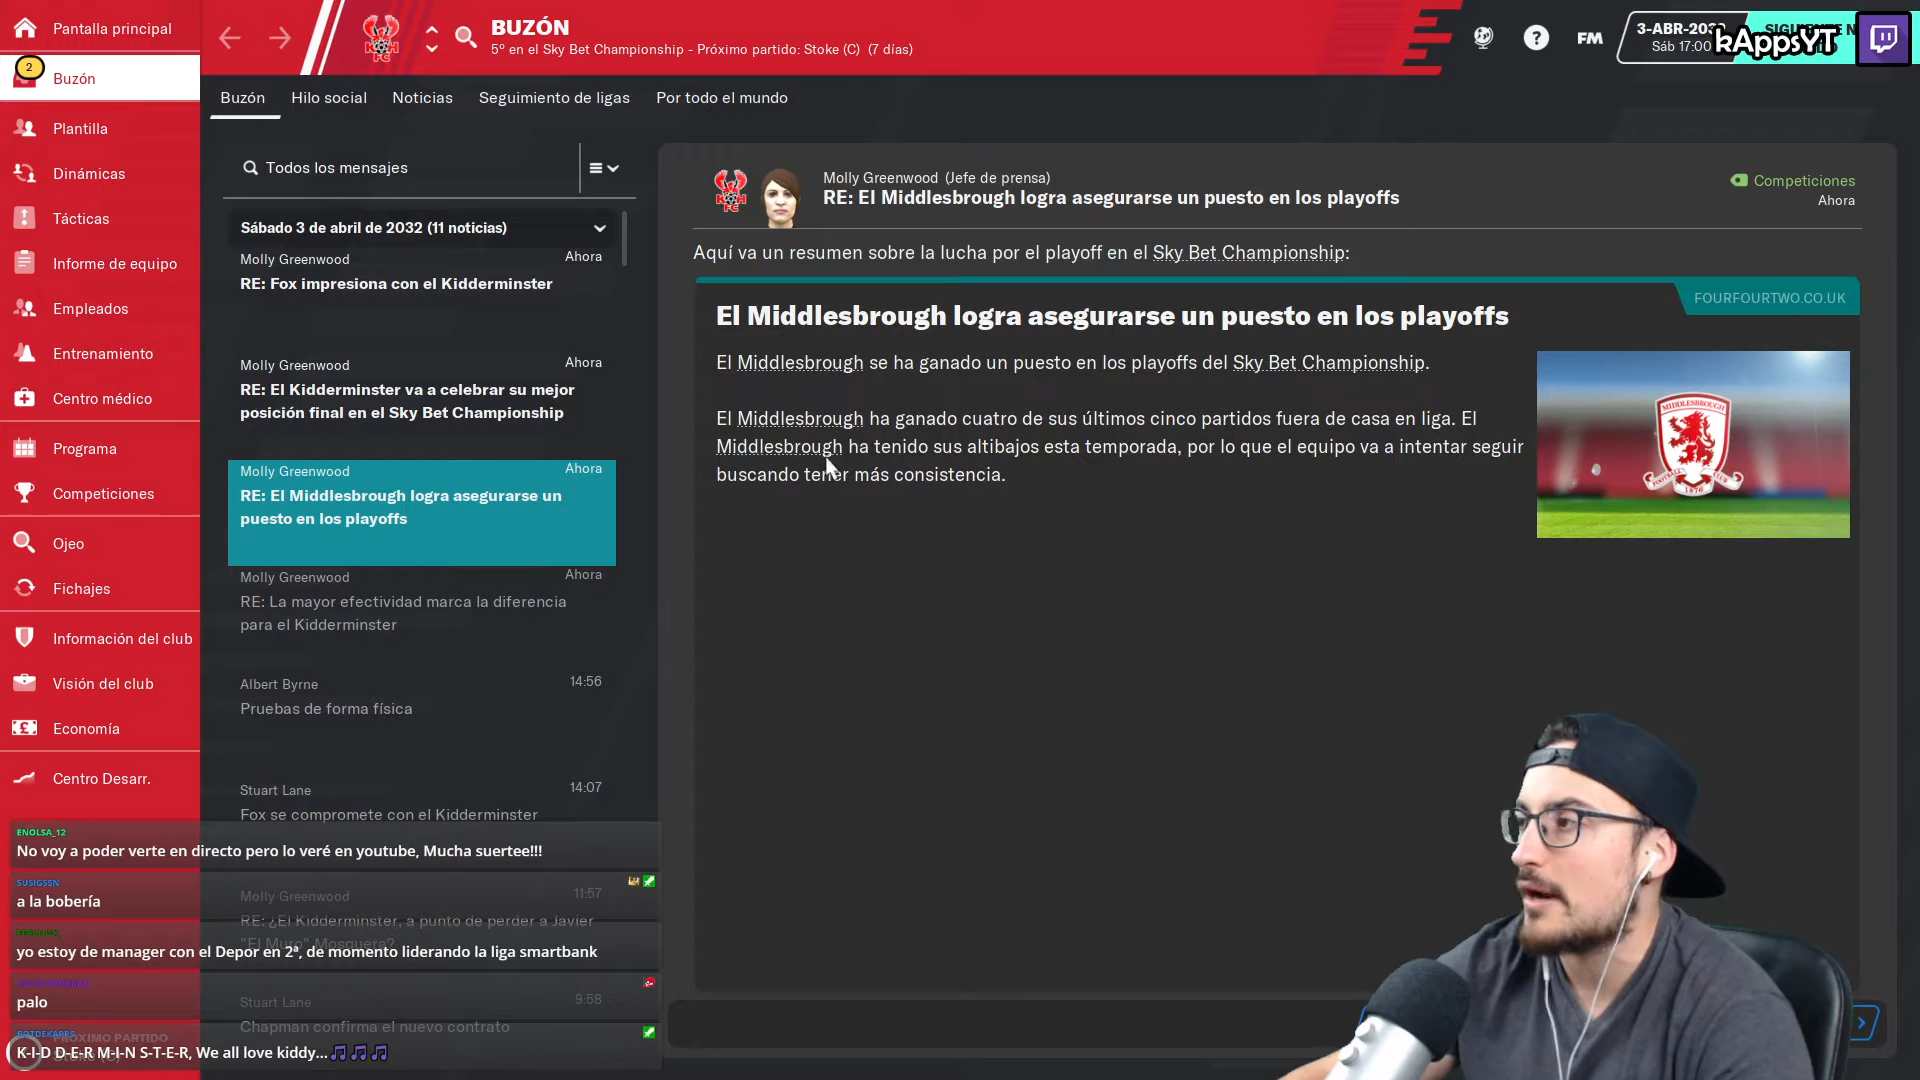 Pantalla principal
2
Buzón
Plantilla
Dinámicas
Tácticas
Informe de equipo
Empleados
Entrenamiento
Centro médico
Programa
Competiciones
Ojeo
Fichajes
Información del club
Visión del club
Economía
Centro Desarr.
BUZÓN
5º en el Sky Bet Championship - Próximo partido: Stoke (C) (7 días)
FM
3-ABR-2032
Sáb 17:00
SIGUIENTE N
kAppsYT
Buzón
Hilo social
Noticias
Seguimiento de ligas
Por todo el mundo
Todos los mensajes
Sábado 3 de abril de 2032 (11 noticias)
Molly Greenwood
Ahora
RE: Fox impresiona con el Kidderminster
Molly Greenwood
Ahora
RE: El Kidderminster va a celebrar su mejor
posición final en el Sky Bet Championship
Molly Greenwood
Ahora
RE: El Middlesbrough logra asegurarse un
puesto en los playoffs
Molly Greenwood
Ahora
RE: La mayor efectividad marca la diferencia
para el Kidderminster
Albert Byrne
14:56
Pruebas de forma física
Stuart Lane
14:07
Fox se compromete con el Kidderminster
Molly Greenwood
11:57
RE: ¿El Kidderminster, a punto de perder a Javier
"El Muro" Mosquera?
Stuart Lane
9:58
Chapman confirma el nuevo contrato
Molly Greenwood (Jefe de prensa)
RE: El Middlesbrough logra asegurarse un puesto en los playoffs
Competiciones
Ahora
Aquí va un resumen sobre la lucha por el playoff en el Sky Bet Championship:
FOURFOURTWO.CO.UK
El Middlesbrough logra asegurarse un puesto en los playoffs
El Middlesbrough se ha ganado un puesto en los playoffs del Sky Bet Championship.
El Middlesbrough ha ganado cuatro de sus últimos cinco partidos fuera de casa en liga. El
Middlesbrough ha tenido sus altibajos esta temporada, por lo que el equipo va a intentar seguir
buscando tener más consistencia.
MIDDLESBROUGH
1876
ENOLSA_12
No voy a poder verte en directo pero lo veré en youtube, Mucha suertee!!!
SUSIGSSN
a la bobería
yo estoy de manager con el Depor en 2ª, de momento liderando la liga smartbank
palo
BOTDEKAPPS
PRÓXIMO PARTIDO
K-I-D D-E-R M-I-N S-T-E-R, We all love kiddy...🎵🎵🎵